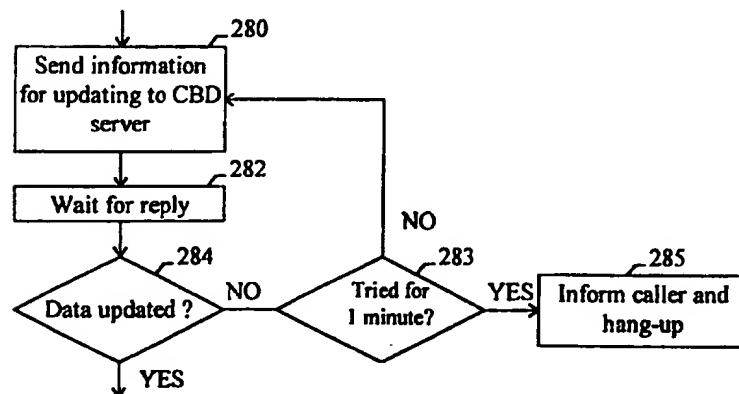 280
Send information
for updating to CBD
server
282
Wait for reply
NO
284
Data updated ?
NO
283
Tried for
1 minute?
YES
285
Inform caller and
hang-up
YES